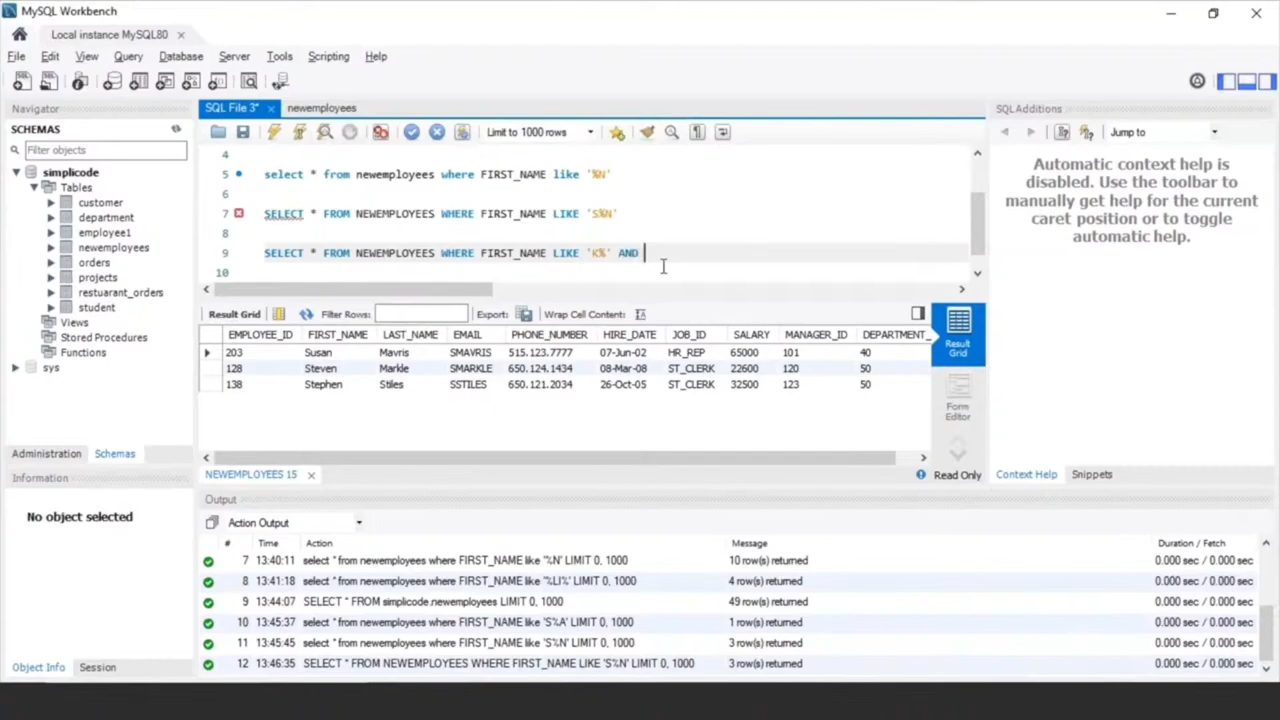 MySQL Workbench
Local instance MySQL80
File Edit View Query Database Server Tools Scripting Help
Navigator
SCHEMAS
Filter objects
simplicode
Tables
customer
department
employee1
newemployees
orders
projects
restuarant_orders
student
Views
Stored Procedures
Functions
sys
Administration Schemas
Information
No object selected
Object Info Session
SQL File 3* newemployees
Limit to 1000 rows
4
5 select * from newemployees where FIRST_NAME like '%N'
6
7 SELECT * FROM NEWEMPLOYEES WHERE FIRST_NAME LIKE 'S%N'
8
9 SELECT * FROM NEWEMPLOYEES WHERE FIRST_NAME LIKE 'K%' AND
10
Result Grid Filter Rows: Export: Wrap Cell Content:
EMPLOYEE_ID FIRST_NAME LAST_NAME EMAIL PHONE_NUMBER HIRE_DATE JOB_ID SALARY MANAGER_ID DEPARTMENT_
203 Susan Mavris SMAVRIS 515.123.7777 07-Jun-02 HR_REP 65000 101 40
128 Steven Markle SMARKLE 650.124.1434 08-Mar-08 ST_CLERK 22600 120 50
138 Stephen Stiles SSTILES 650.121.2034 26-Oct-05 ST_CLERK 32500 123 50
Result
Grid
Form
Editor
NEWEMPLOYEES 15
Read Only
SQL Additions
Jump to
Automatic context help is
disabled. Use the toolbar to
manually get help for the current
caret position or to toggle
automatic help.
Context Help Snippets
Output
Action Output
# Time Action Message Duration / Fetch
7 13:40:11 select * from newemployees where FIRST_NAME like '%N' LIMIT 0, 1000 10 row(s) returned 0.000 sec / 0.000 sec
8 13:41:18 select * from newemployees where FIRST_NAME like '%LI%' LIMIT 0, 1000 4 row(s) returned 0.000 sec / 0.000 sec
9 13:44:07 SELECT * FROM simplicode.newemployees LIMIT 0, 1000 49 row(s) returned 0.000 sec / 0.000 sec
10 13:45:37 select * from newemployees where FIRST_NAME like 'S%A' LIMIT 0, 1000 1 row(s) returned 0.000 sec / 0.000 sec
11 13:45:45 select * from newemployees where FIRST_NAME like 'S%N' LIMIT 0, 1000 3 row(s) returned 0.000 sec / 0.000 sec
12 13:46:35 SELECT * FROM NEWEMPLOYEES WHERE FIRST_NAME LIKE 'S%N' LIMIT 0, 1000 3 row(s) returned 0.000 sec / 0.000 sec